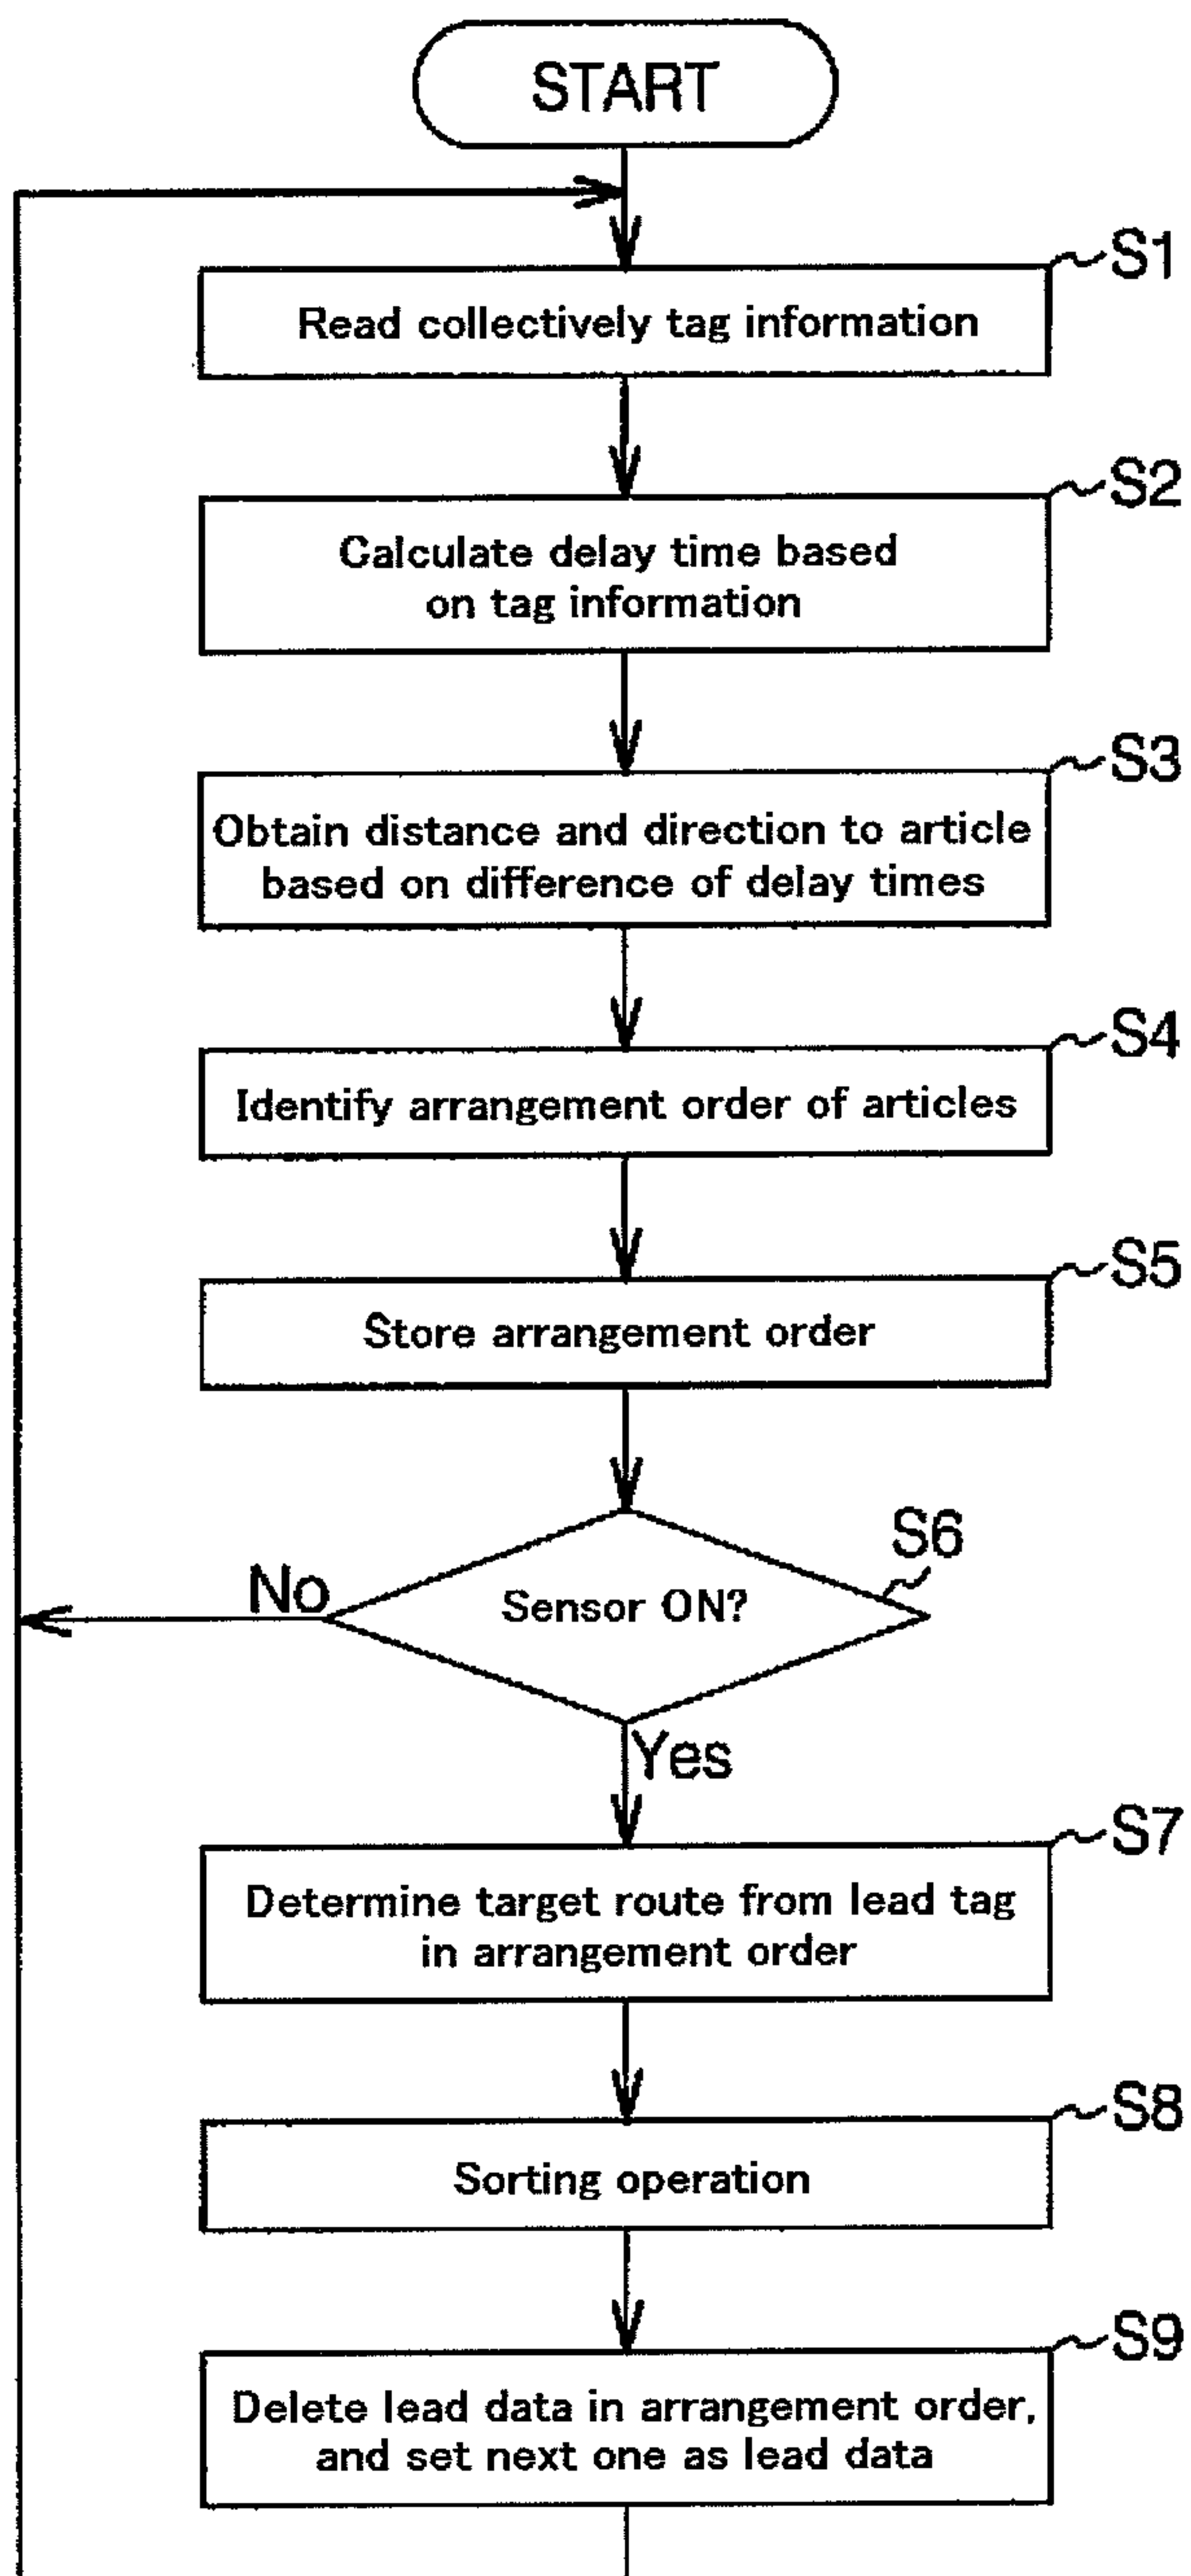 START
S1
Read collectively tag information
S2
Calculate delay time based
on tag information
S3
Obtain distance and direction to article
based on difference of delay times
S4
Identify arrangement order of articles
S5
Store arrangement order
S6
No
Sensor ON?
Yes
S7
Determine target route from lead tag
in arrangement order
S8
Sorting operation
S9
Delete lead data in arrangement order,
and set next one as lead data